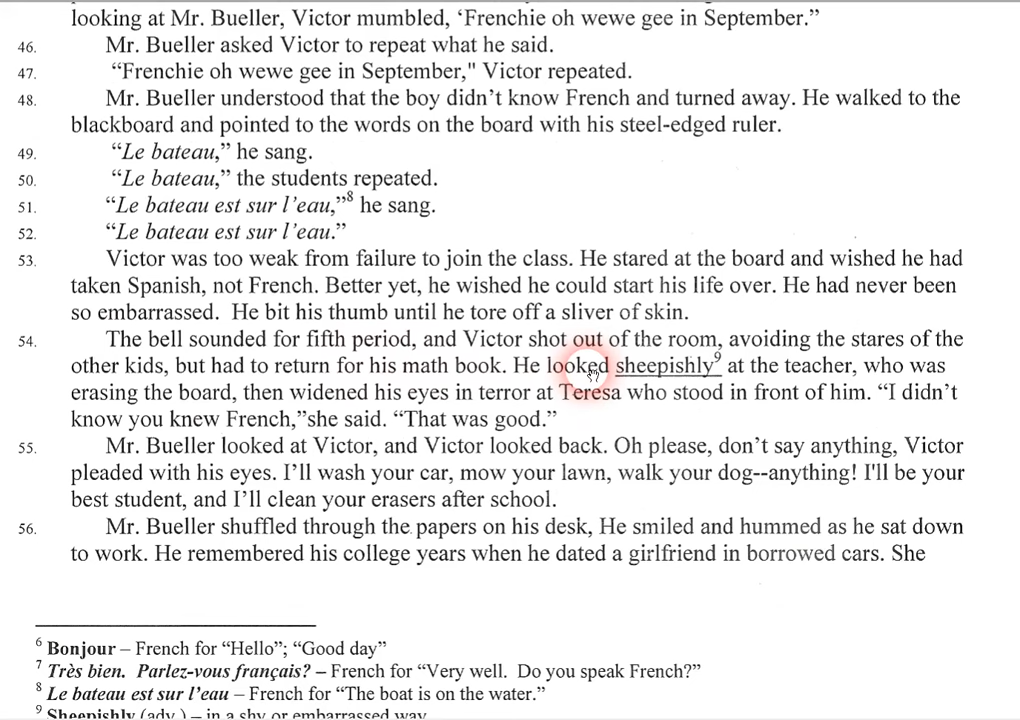 looking at Mr. Bueller, Victor mumbled, ‘Frenchie oh wewe gee in September.”
46. Mr. Bueller asked Victor to repeat what he said.
47. “Frenchie oh wewe gee in September," Victor repeated.
48. Mr. Bueller understood that the boy didn’t know French and turned away. He walked to the
blackboard and pointed to the words on the board with his steel-edged ruler.
49. “Le bateau,” he sang.
50. “Le bateau,” the students repeated.
51. “Le bateau est sur l’eau,”8 he sang.
52. “Le bateau est sur l’eau.”
53. Victor was too weak from failure to join the class. He stared at the board and wished he had
taken Spanish, not French. Better yet, he wished he could start his life over. He had never been
so embarrassed. He bit his thumb until he tore off a sliver of skin.
54. The bell sounded for fifth period, and Victor shot out of the room, avoiding the stares of the
other kids, but had to return for his math book. He looked sheepishly9 at the teacher, who was
erasing the board, then widened his eyes in terror at Teresa who stood in front of him. “I didn’t
know you knew French,”she said. “That was good.”
55. Mr. Bueller looked at Victor, and Victor looked back. Oh please, don’t say anything, Victor
pleaded with his eyes. I’ll wash your car, mow your lawn, walk your dog--anything! I'll be your
best student, and I’ll clean your erasers after school.
56. Mr. Bueller shuffled through the papers on his desk, He smiled and hummed as he sat down
to work. He remembered his college years when he dated a girlfriend in borrowed cars. She
6 Bonjour – French for “Hello”; “Good day”
7 Très bien. Parlez-vous français? – French for “Very well. Do you speak French?”
8 Le bateau est sur l’eau – French for “The boat is on the water.”
9 Sheepishly (adv.) – in a shy or embarrassed way